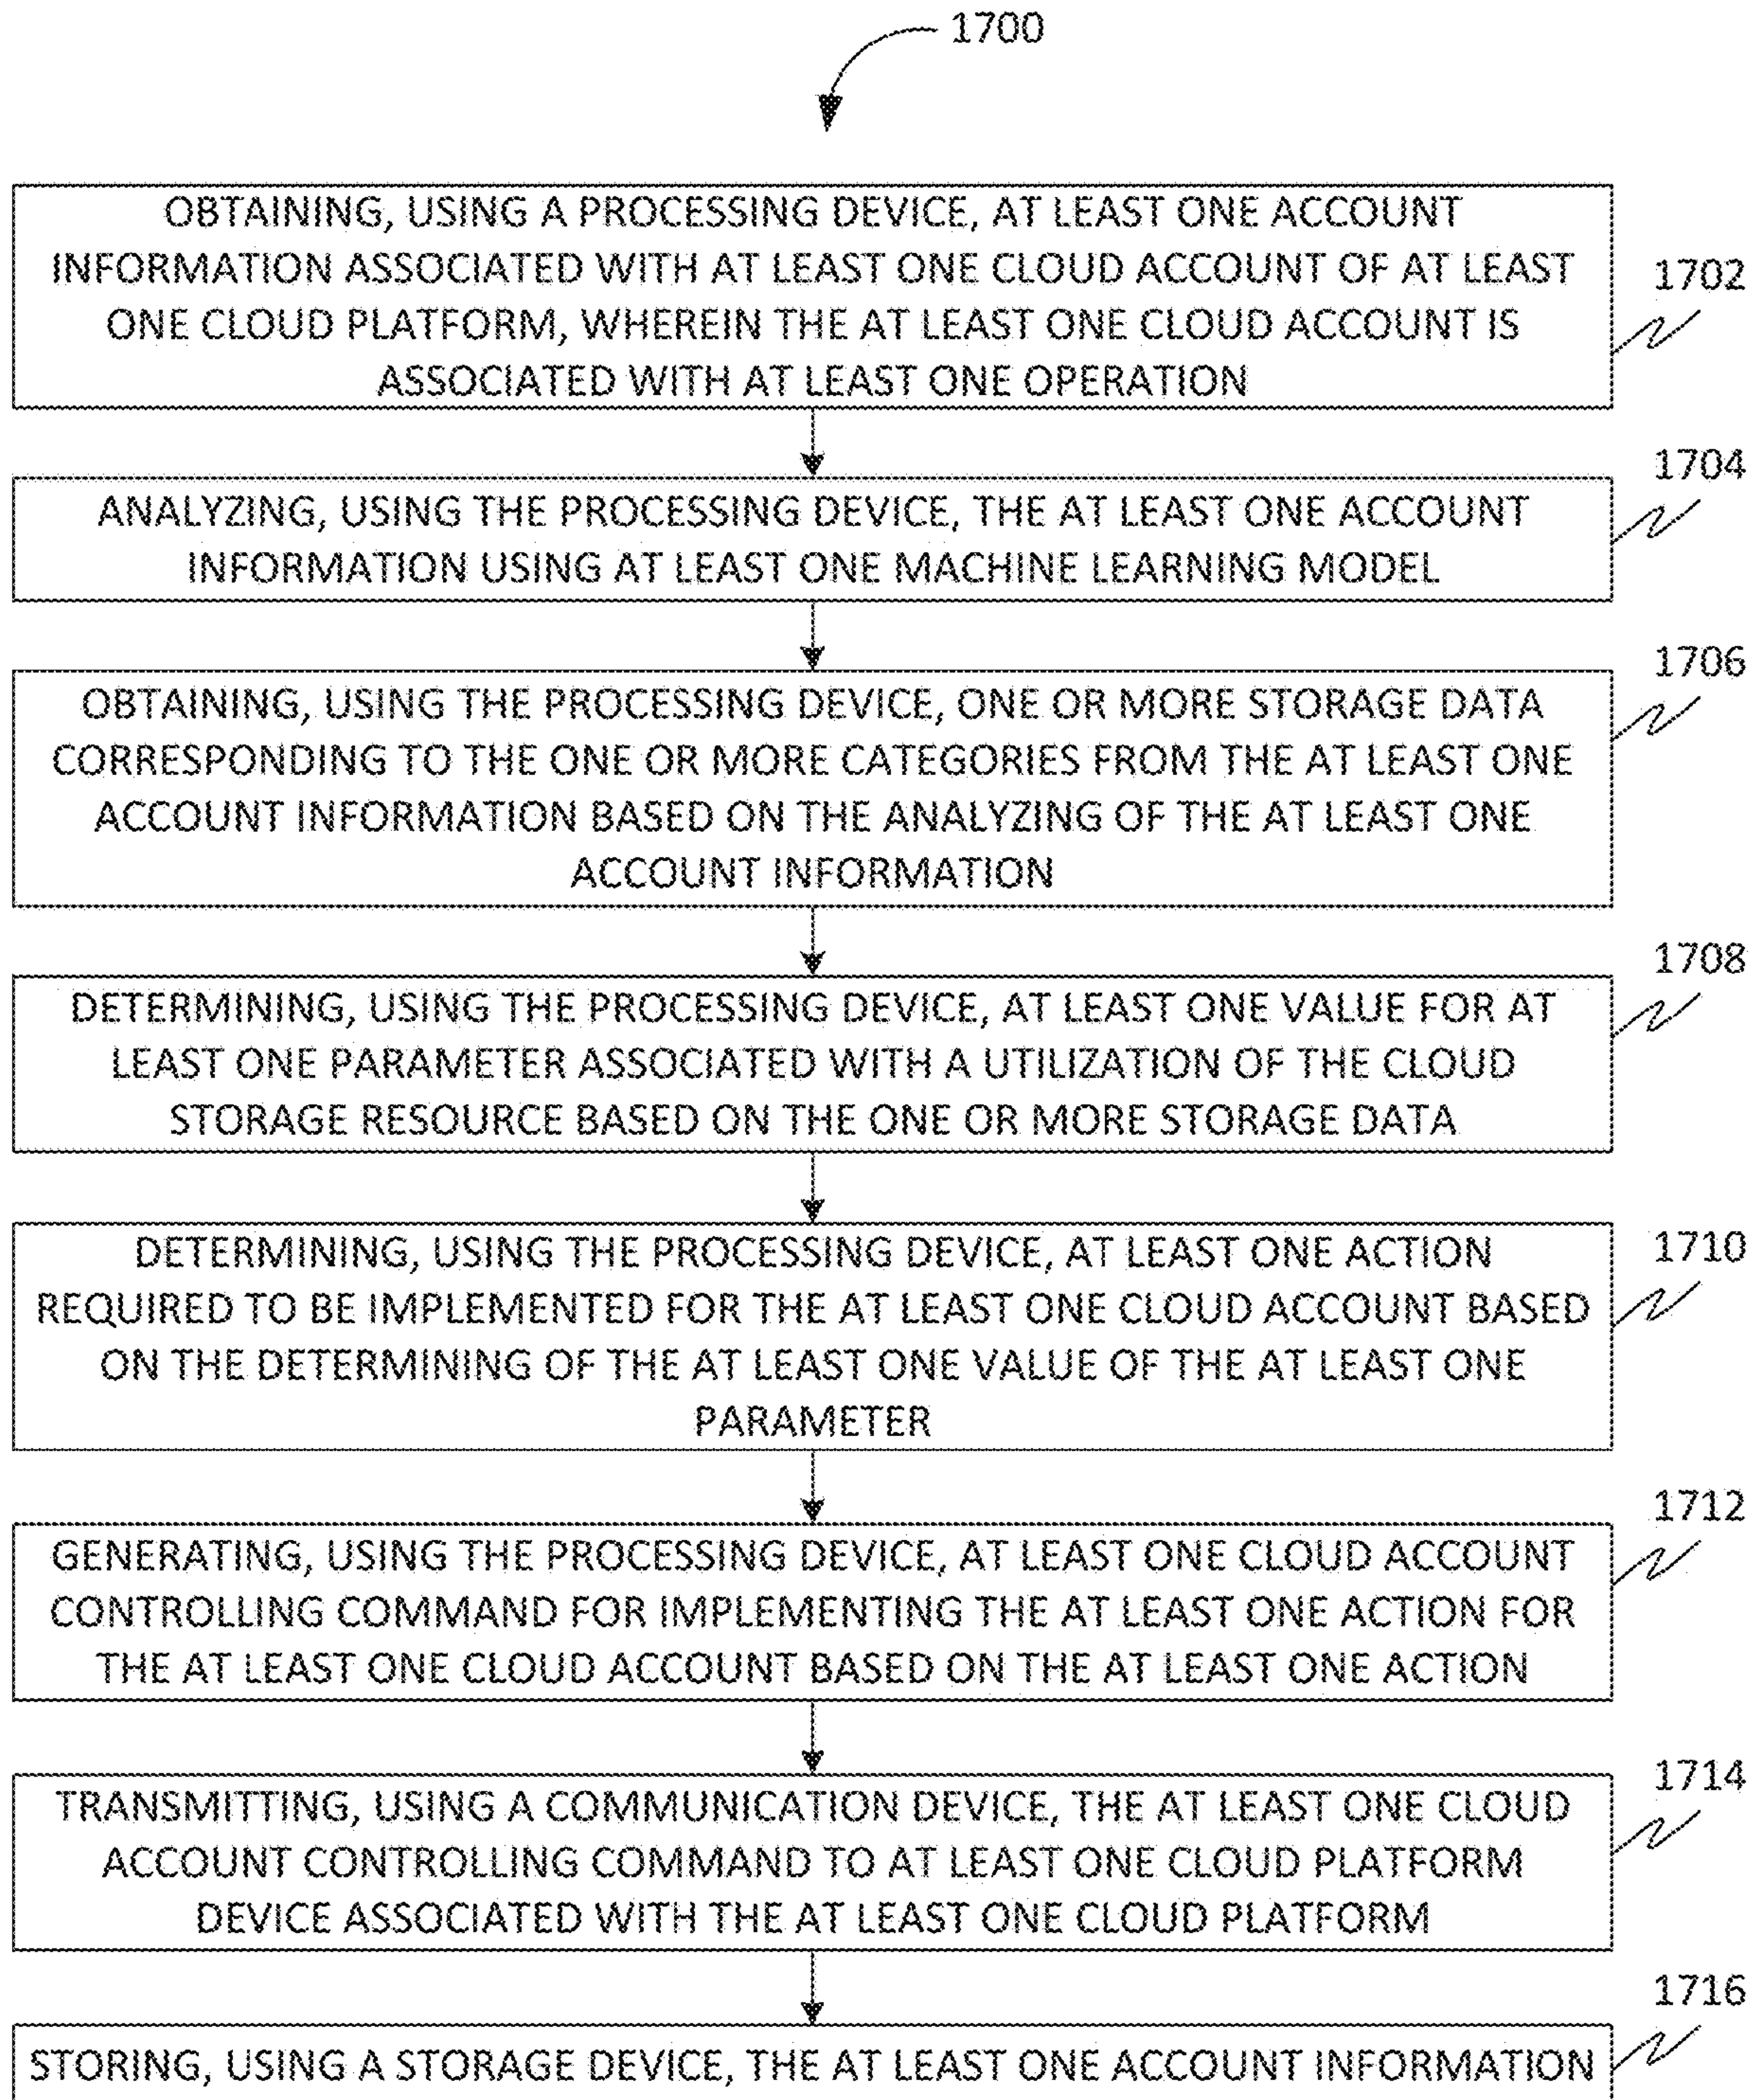 1700
OBTAINING, USING A PROCESSING DEVICE, AT LEAST ONE ACCOUNT
INFORMATION ASSOCIATED WITH AT LEAST ONE CLOUD ACCOUNT OF AT LEAST
ONE CLOUD PLATFORM, WHEREIN THE AT LEAST ONE CLOUD ACCOUNT IS
ASSOCIATED WITH AT LEAST ONE OPERATION
1702
ANALYZING, USING THE PROCESSING DEVICE, THE AT LEAST ONE ACCOUNT
INFORMATION USING AT LEAST ONE MACHINE LEARNING MODEL
1704
OBTAINING, USING THE PROCESSING DEVICE, ONE OR MORE STORAGE DATA
CORRESPONDING TO THE ONE OR MORE CATEGORIES FROM THE AT LEAST ONE
ACCOUNT INFORMATION BASED ON THE ANALYZING OF THE AT LEAST ONE
ACCOUNT INFORMATION
1706
DETERMINING, USING THE PROCESSING DEVICE, AT LEAST ONE VALUE FOR AT
LEAST ONE PARAMETER ASSOCIATED WITH A UTILIZATION OF THE CLOUD
STORAGE RESOURCE BASED ON THE ONE OR MORE STORAGE DATA
1708
DETERMINING, USING THE PROCESSING DEVICE, AT LEAST ONE ACTION
REQUIRED TO BE IMPLEMENTED FOR THE AT LEAST ONE CLOUD ACCOUNT BASED
ON THE DETERMINING OF THE AT LEAST ONE VALUE OF THE AT LEAST ONE
PARAMETER
1710
GENERATING, USING THE PROCESSING DEVICE, AT LEAST ONE CLOUD ACCOUNT
CONTROLLING COMMAND FOR IMPLEMENTING THE AT LEAST ONE ACTION FOR
THE AT LEAST ONE CLOUD ACCOUNT BASED ON THE AT LEAST ONE ACTION
1712
TRANSMITTING, USING A COMMUNICATION DEVICE, THE AT LEAST ONE CLOUD
ACCOUNT CONTROLLING COMMAND TO AT LEAST ONE CLOUD PLATFORM
DEVICE ASSOCIATED WITH THE AT LEAST ONE CLOUD PLATFORM
1714
STORING, USING A STORAGE DEVICE, THE AT LEAST ONE ACCOUNT INFORMATION
1716